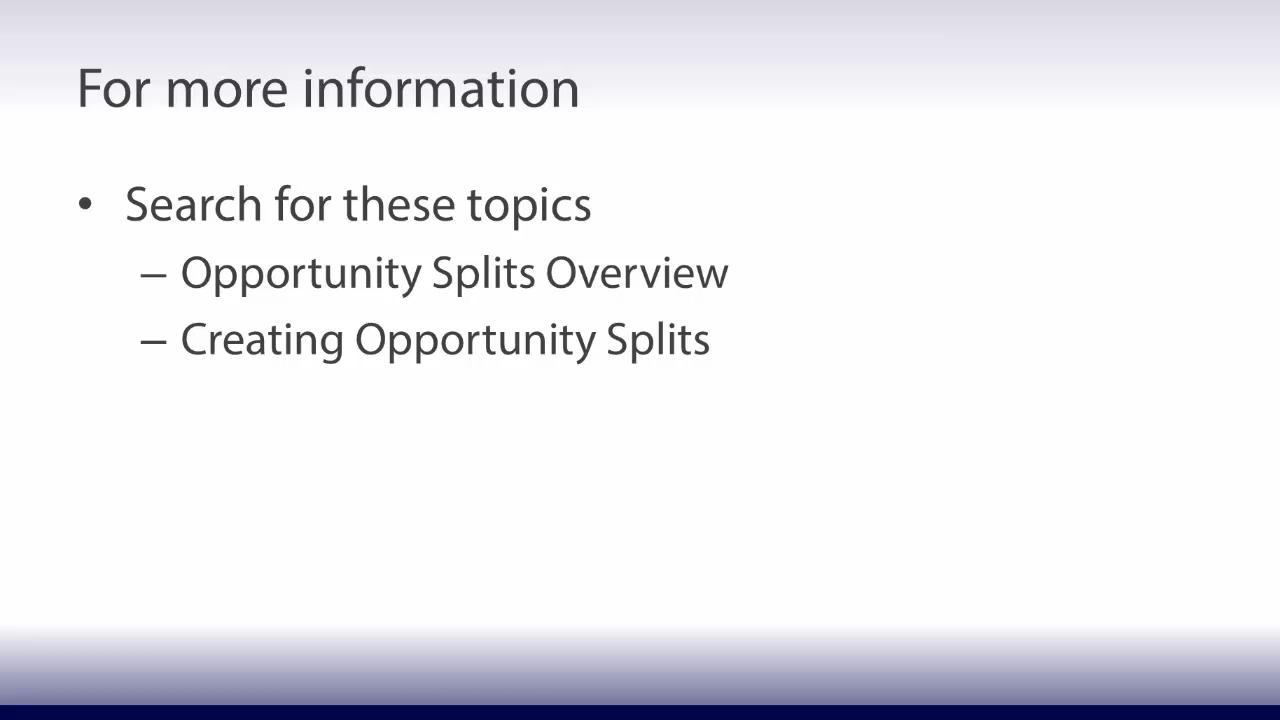 For more information
• Search for these topics
– Opportunity Splits Overview
– Creating Opportunity Splits